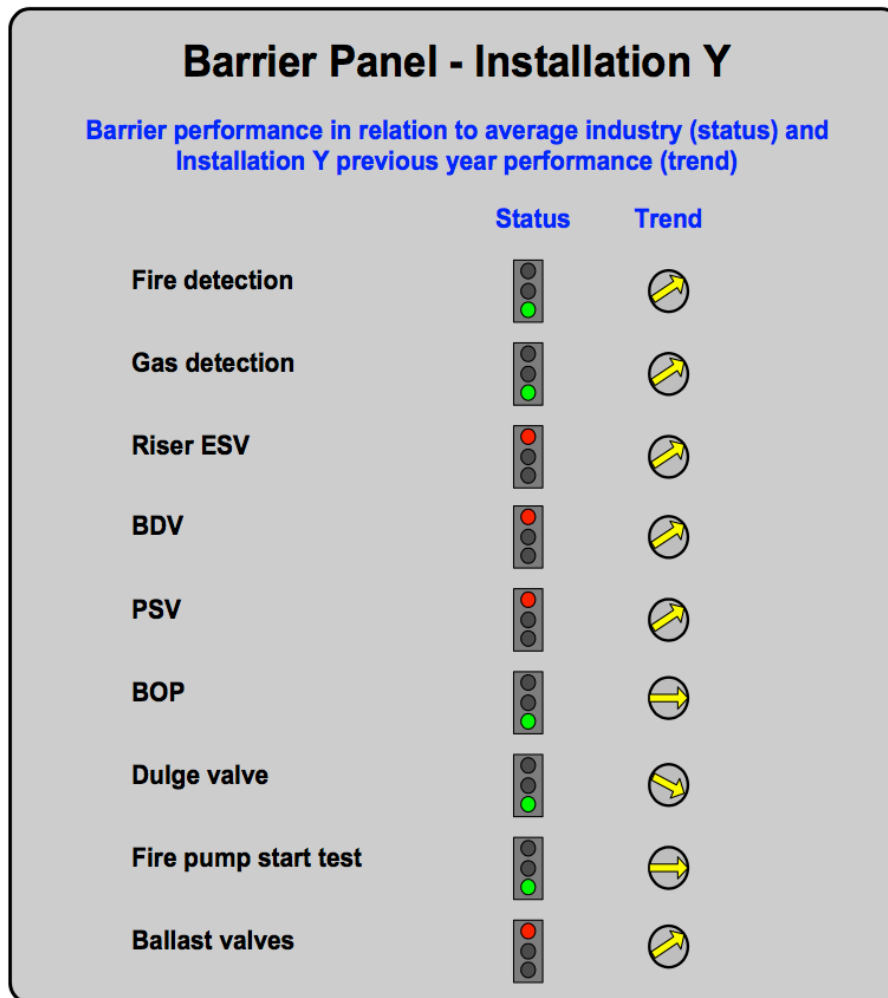 Barrier Panel - Installation Y
Barrier performance in relation to average industry (status) and
Installation Y previous year performance (trend)
Status Trend
Fire detection
Gas detection
Riser ESV
BDV
PSV
BOP
Dulge valve
Fire pump start test
Ballast valves